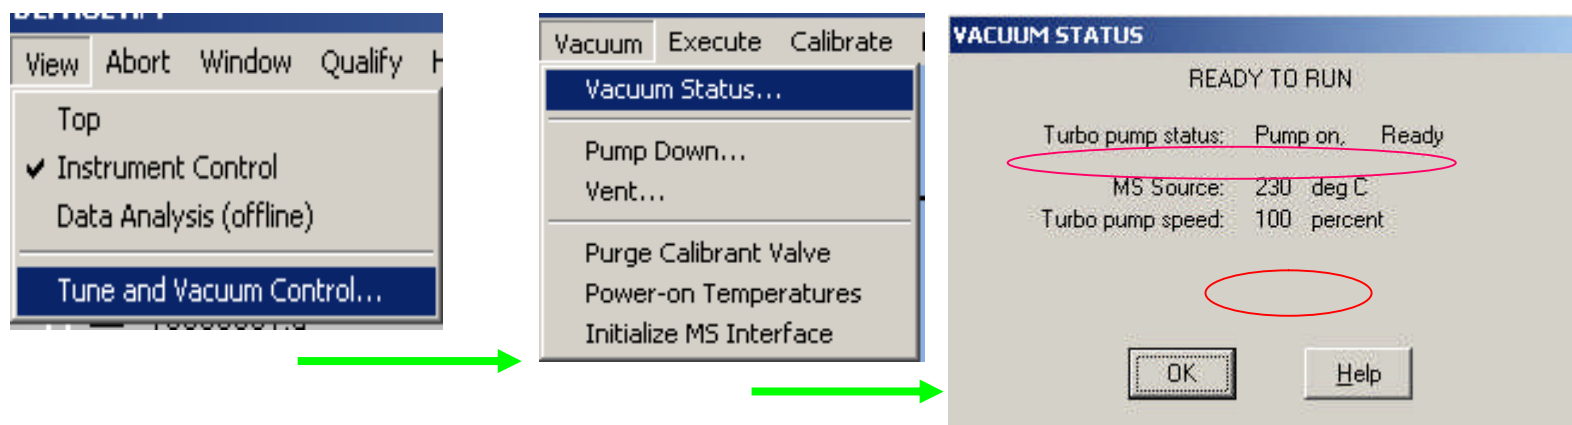 View Abort Window Qualify
Top
✔ Instrument Control
Data Analysis (offline)
Tune and Vacuum Control...
Vacuum Execute Calibrate
Vacuum Status...
Pump Down...
Vent...
Purge Calibrant Valve
Power-on Temperatures
Initialize MS Interface
VACUUM STATUS
READY TO RUN
Turbo pump status: Pump on, Ready
MS Source: 230 deg C
Turbo pump speed: 100 percent
OK Help